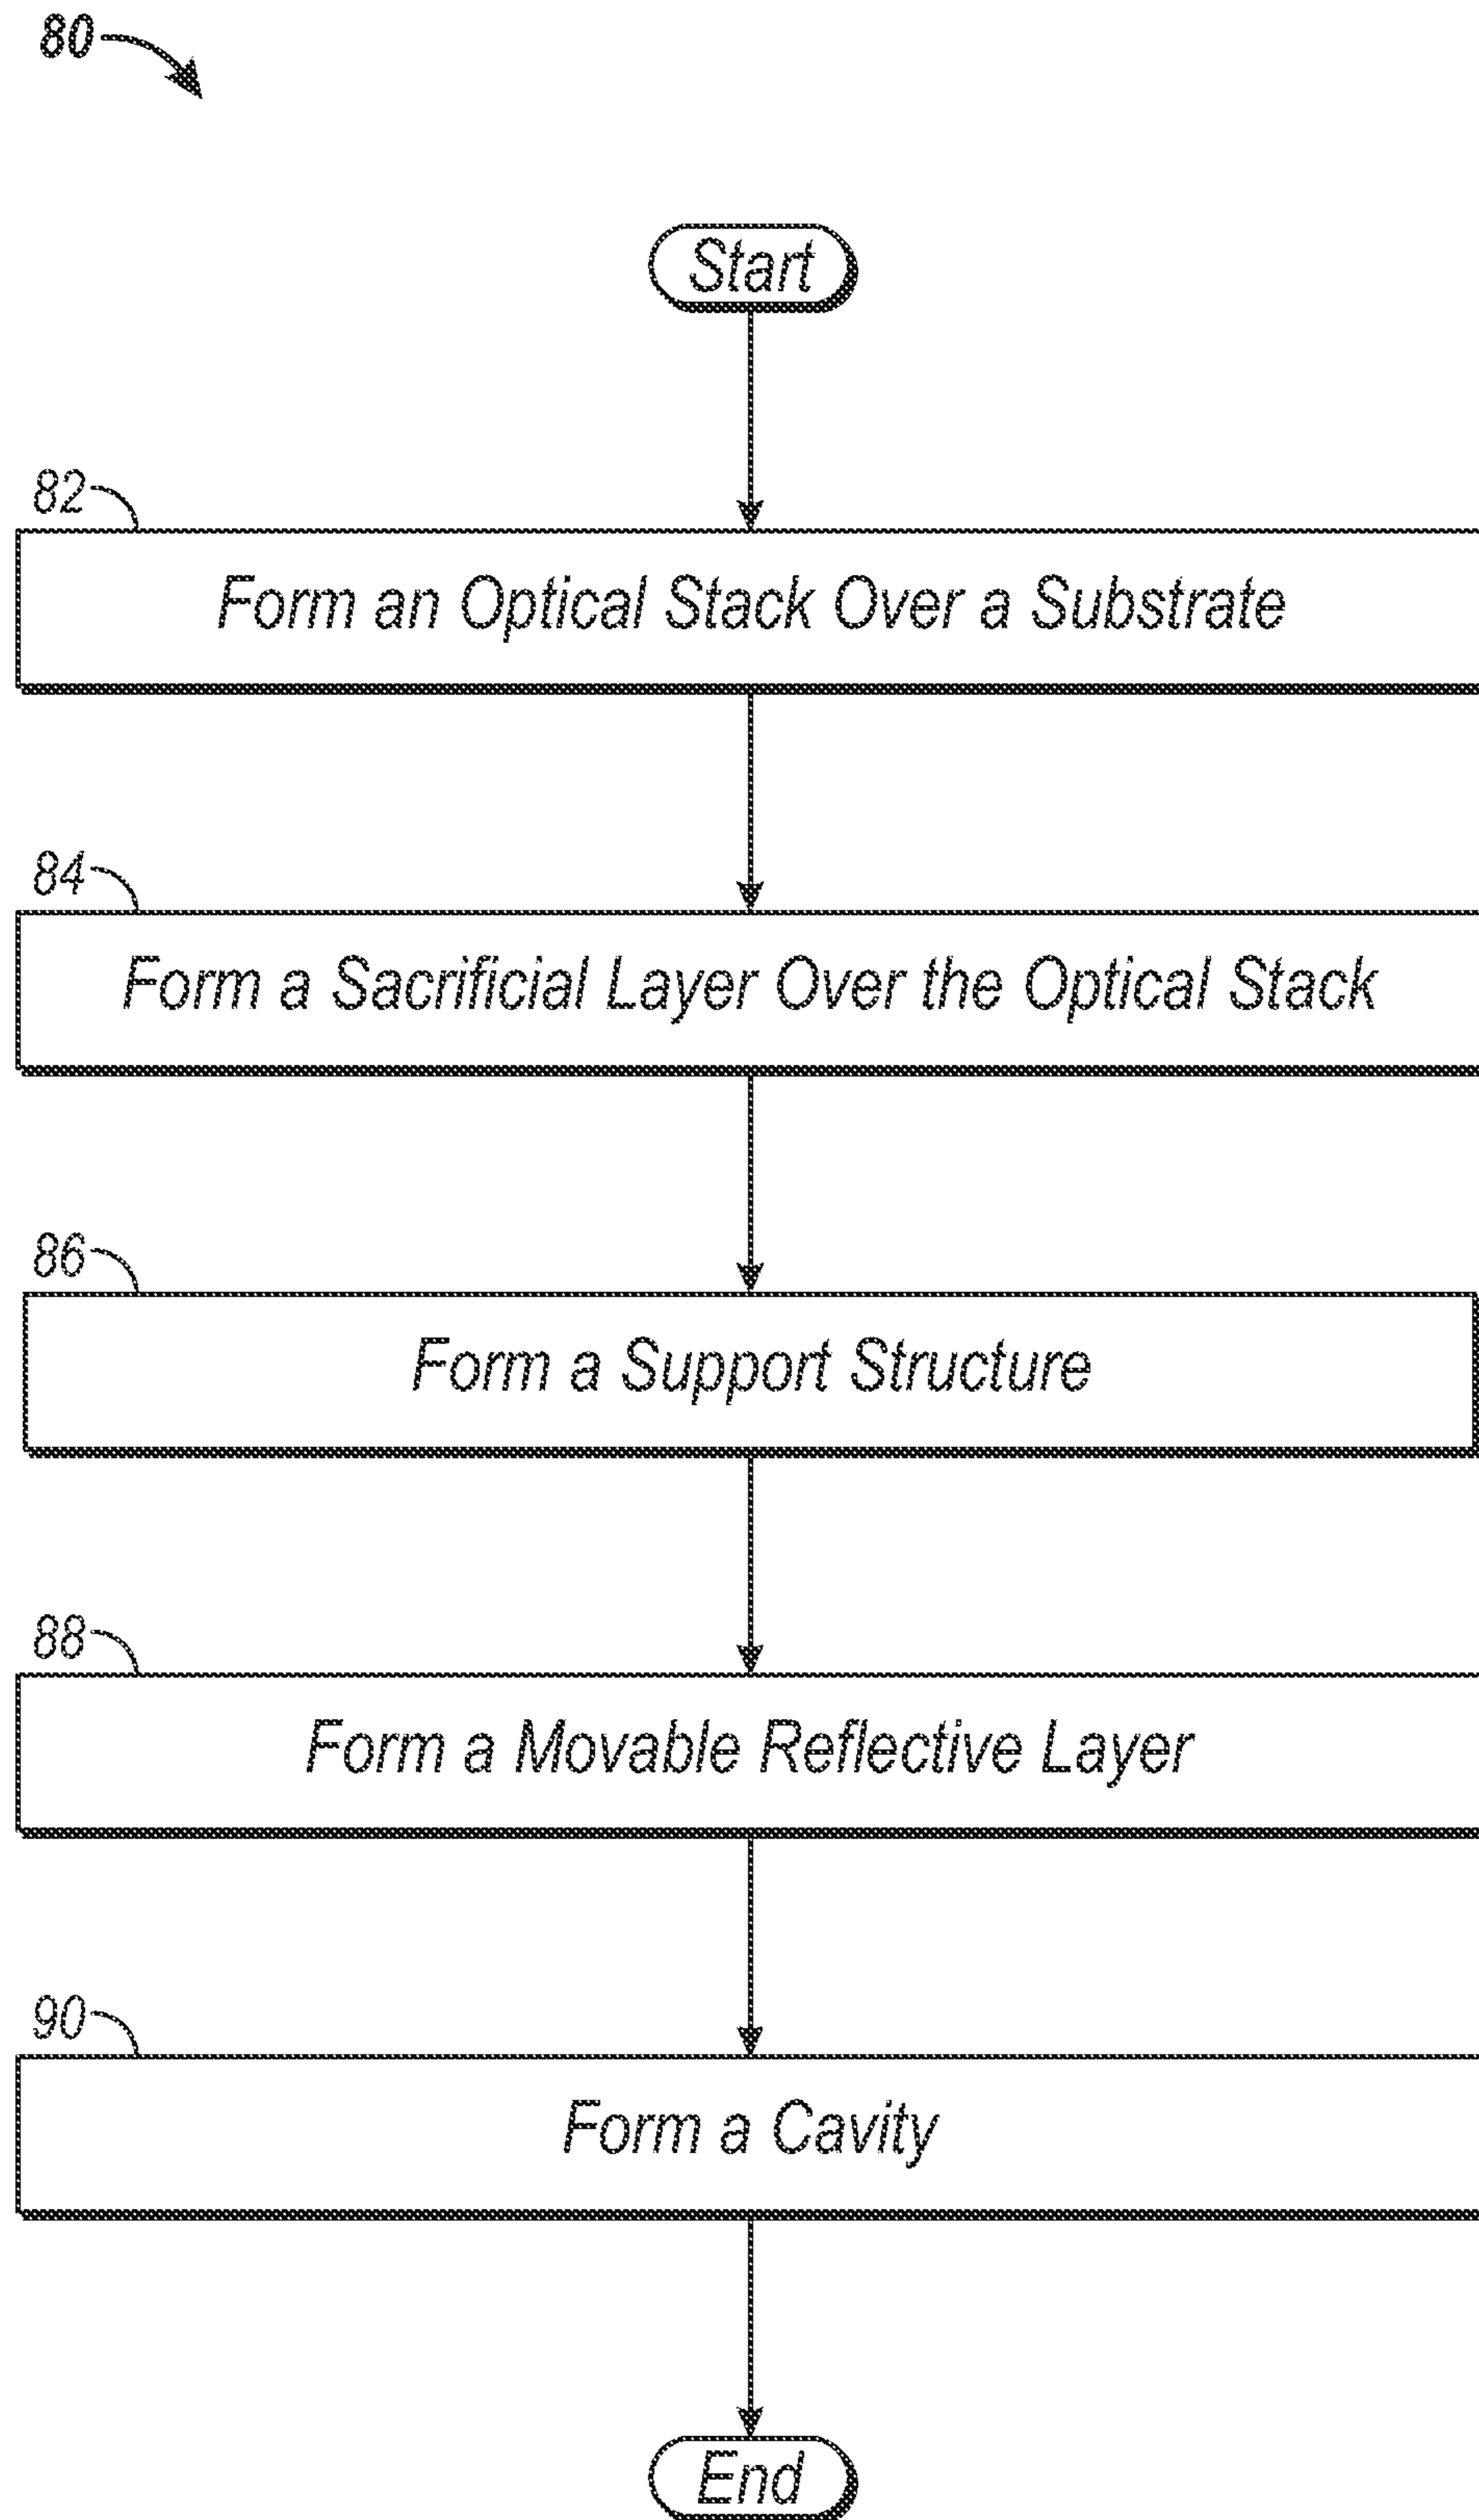 80
Start
82
Form an Optical Stack Over a Substrate
84
Form a Sacrificial Layer Over the Optical Stack
86
Form a Support Structure
88
Form a Movable Reflective Layer
90
Form a Cavity
End